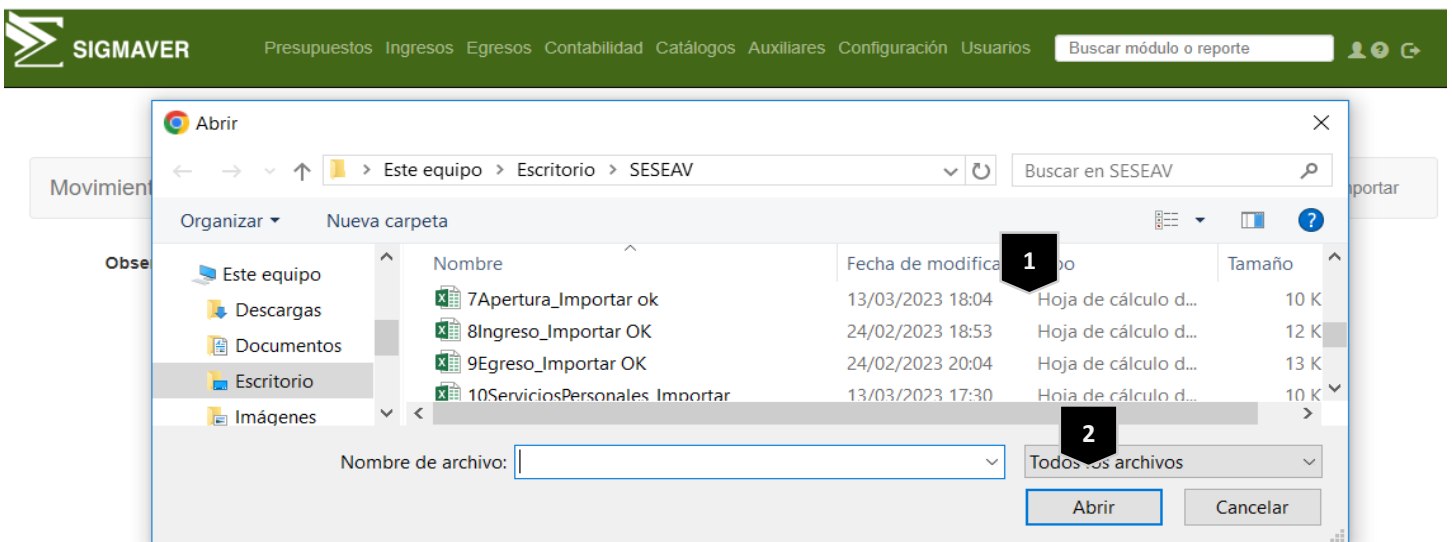 SIGMAVER Presupuestos Ingresos Egresos Contabilidad Catálogos Auxiliares Configuración Usuarios Buscar módulo o reporte
Abrir
Este equipo > Escritorio > SESEAV Buscar en SESEAV
Movimient portar
Organizar Nueva carpeta
Obse
Este equipo
Descargas
Documentos
Escritorio
Imágenes
Nombre Fecha de modifica 1 po Tamaño
7Apertura_Importar ok 13/03/2023 18:04 Hoja de cálculo d... 10 K
8Ingreso_Importar OK 24/02/2023 18:53 Hoja de cálculo d... 12 K
9Egreso_Importar OK 24/02/2023 20:04 Hoja de cálculo d... 13 K
10ServiciosPersonales_Importar 13/03/2023 17:30 Hoja de cálculo d... 10 K
2
Nombre de archivo: Todos los archivos
Abrir Cancelar